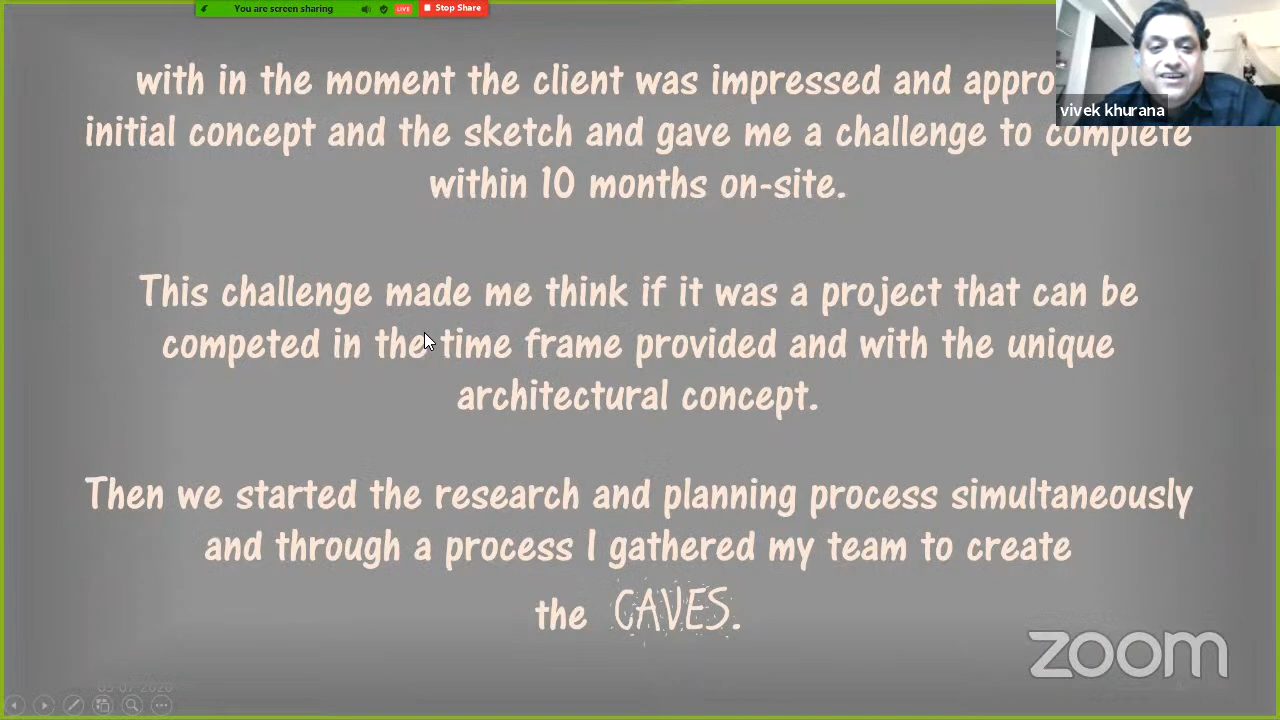 You are screen sharing LIVE Stop Share
vivek khurana
with in the moment the client was impressed and appro
initial concept and the sketch and gave me a challenge to complete
within 10 months on-site.
This challenge made me think if it was a project that can be
competed in the time frame provided and with the unique
architectural concept.
Then we started the research and planning process simultaneously
and through a process I gathered my team to create
the CAVES.
zoom
03-07-2020